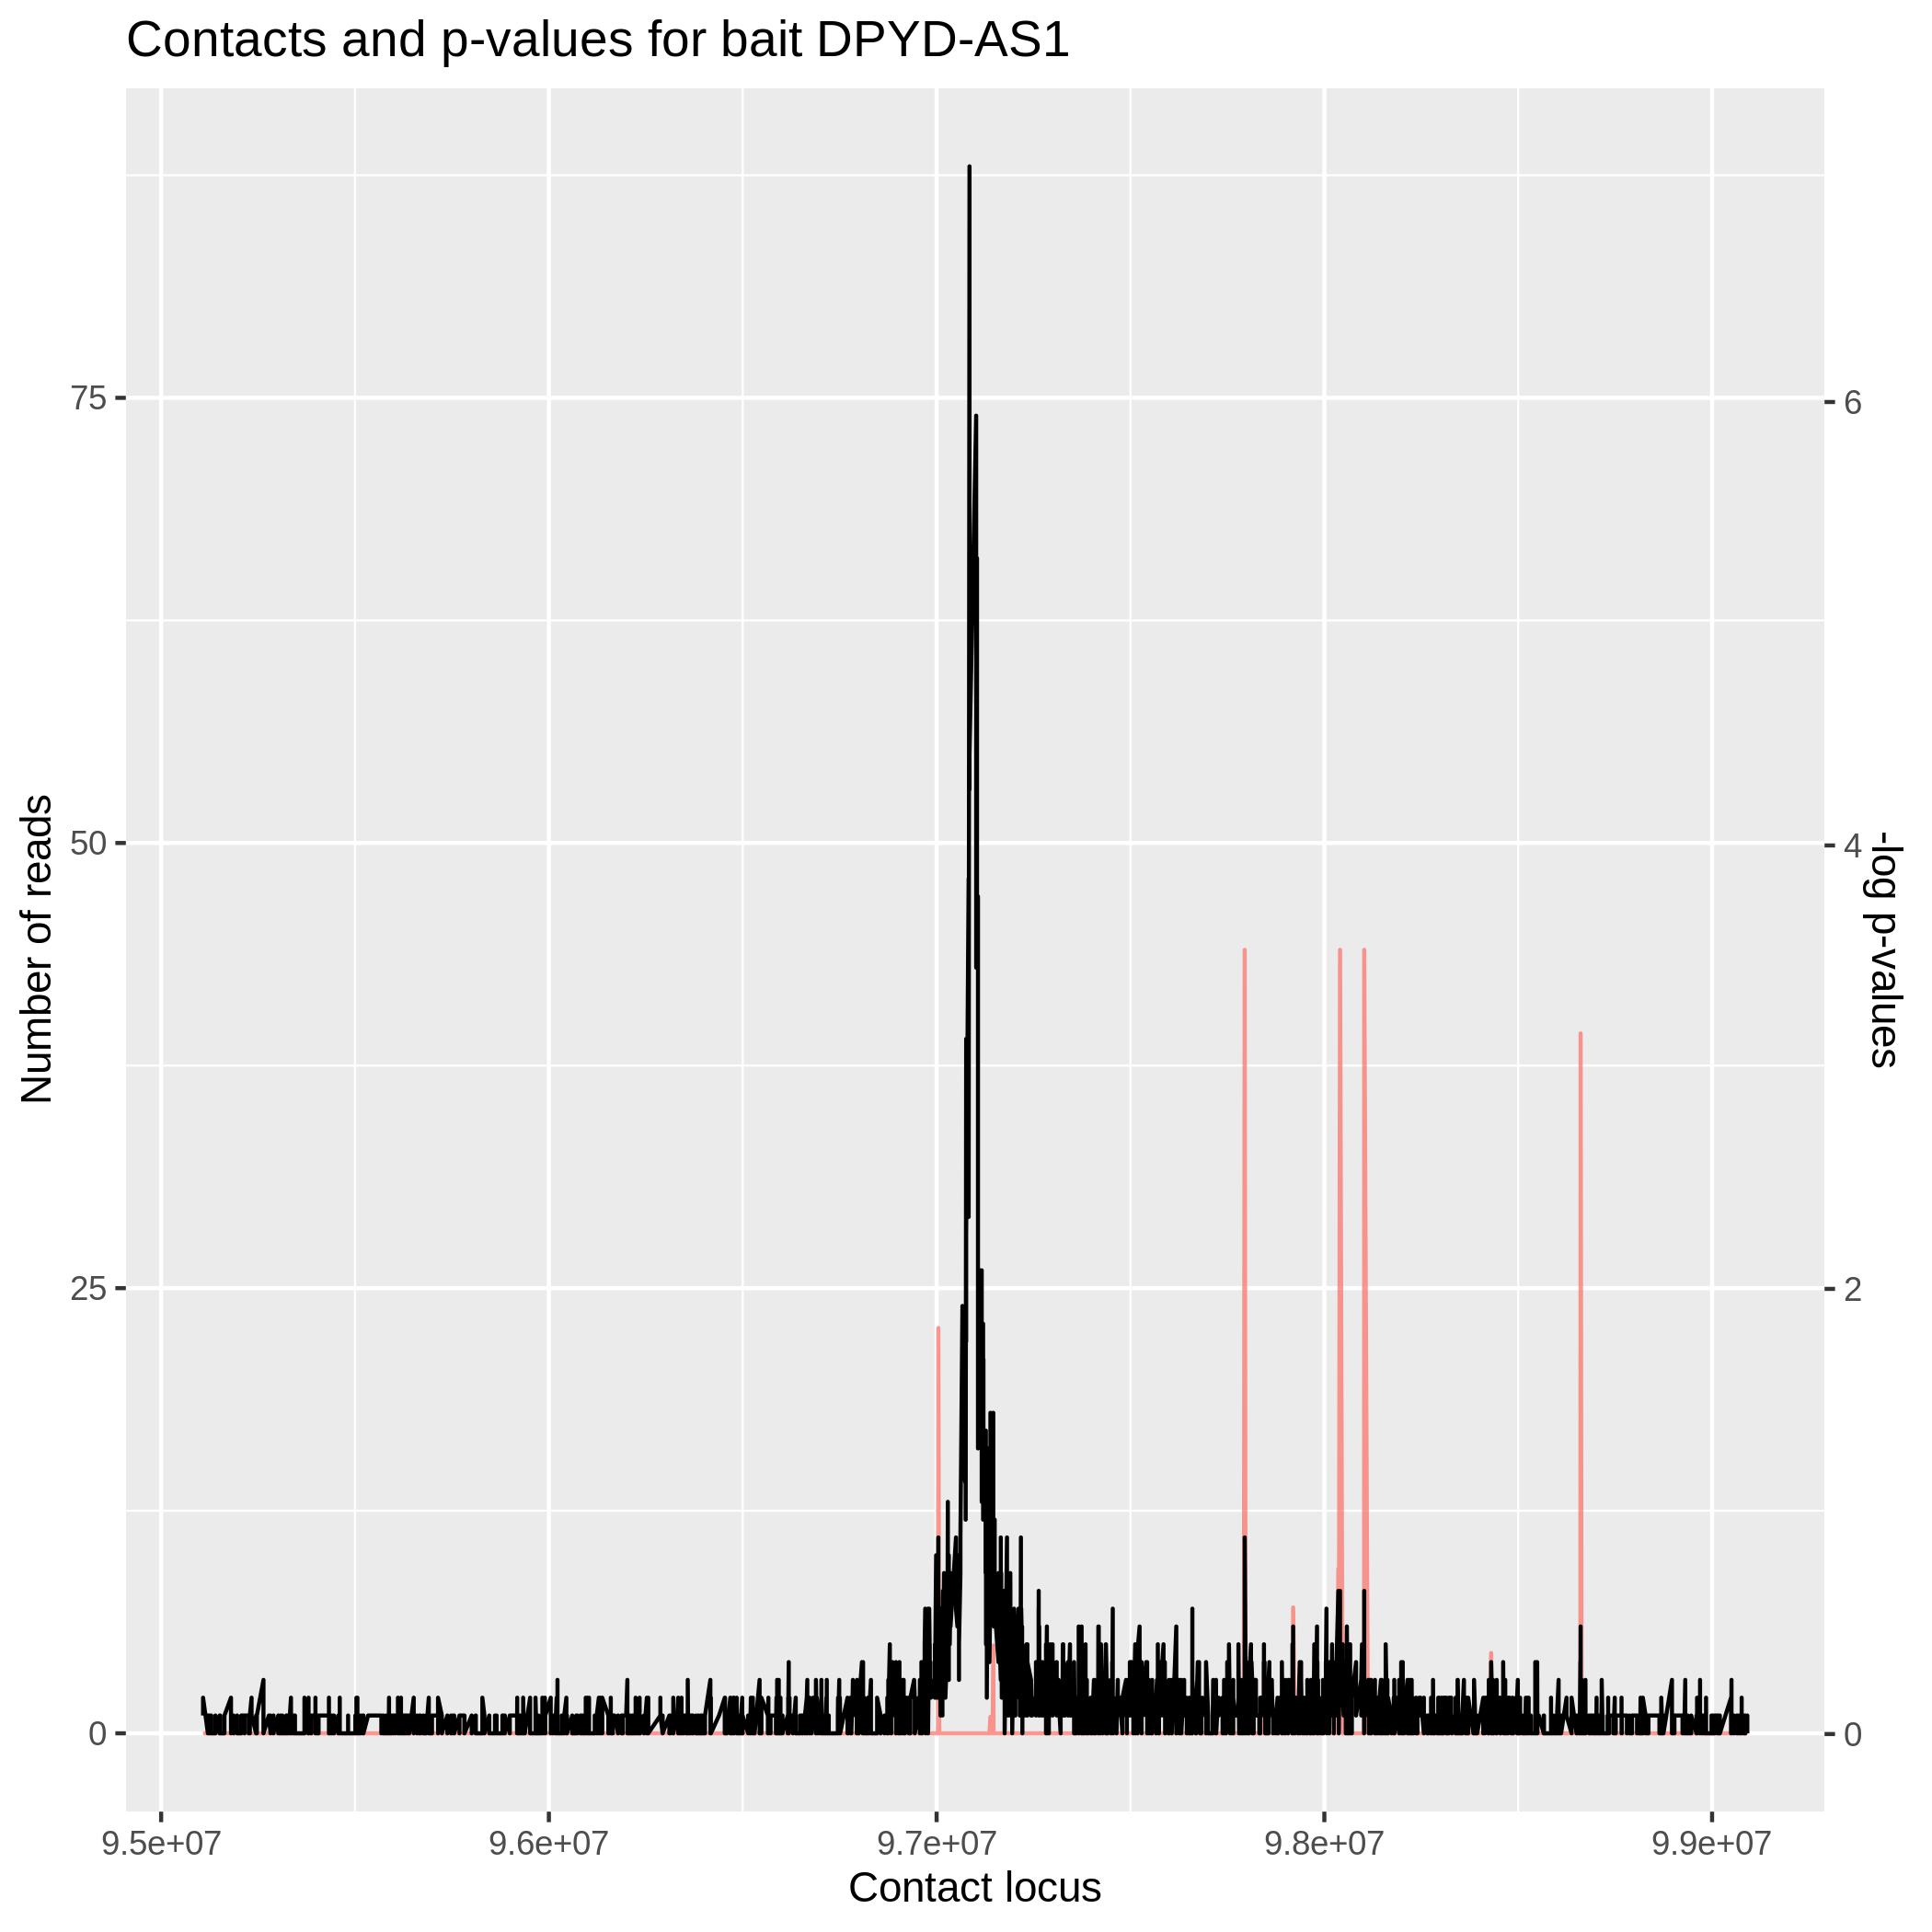 Contacts and p-values for bait DPYD-AS1
75
50
25
0
Number of reads
6
4
2
0
-log p-values
9.5e+07
9.6e+07
9.7e+07
9.8e+07
9.9e+07
Contact locus